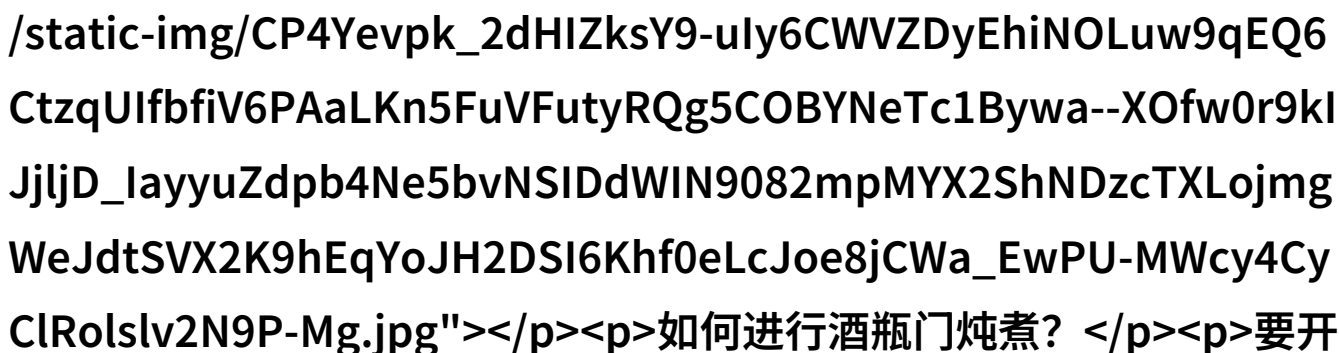 /static-img/CP4Yevpk_2dHIZksY9-uIy6CWVZDyEhiNOLuw9qEQ6
CtzqUIfbfiV6PAaLKn5FuVFutyRQg5COBYNeTc1Bywa--XOfw0r9kI
JjljD_IayyuZdpb4Ne5bvNSIDdWIN9082mpMYX2ShNDzcTXLojmg
WeJdtSVX2K9hEqYoJH2DSI6Khf0eLcJoe8jCWa_EwPU-MWcy4Cy
ClRolslv2N9P-Mg.jpg"></p><p>如何进行酒瓶门炖煮？</p><p>要开